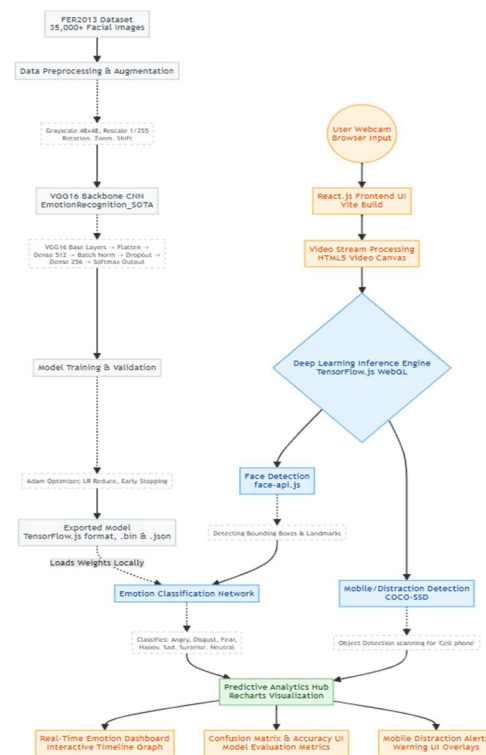 FER2013 Dataset
35,000+ Facial Images
Data Preprocessing & Augmentation
Grayscale 48x48, Rescale 1/255
Rotation, Zoom, Shift
VGG16 Backbone CNN
EmotionRecognition_SOTA
VGG16 Base Layers → Flatten →
Dense 512 → Batch Norm → Dropout →
Dense 256 → Softmax Output
Model Training & Validation
Adam Optimizer, LR Reduce, Early Stopping
Exported Model
TensorFlow.js format, .bin & .json
Loads Weights Locally
User Webcam
Browser Input
React.js Frontend UI
Vite Build
Video Stream Processing
HTML5 Video Canvas
Deep Learning Inference Engine
TensorFlow.js WebGL
Face Detection
face-api.js
Detecting Bounding Boxes & Landmarks
Emotion Classification Network
Classifies: Angry, Disgust, Fear,
Happy, Sad, Surprise, Neutral
Mobile/Distraction Detection
COCO-SSD
Object Detection scanning for 'Cell phone'
Predictive Analytics Hub
Recharts Visualization
Real-Time Emotion Dashboard
Interactive Timeline Graph
Confusion Matrix & Accuracy UI
Model Evaluation Metrics
Mobile Distraction Alert
Warning UI Overlays